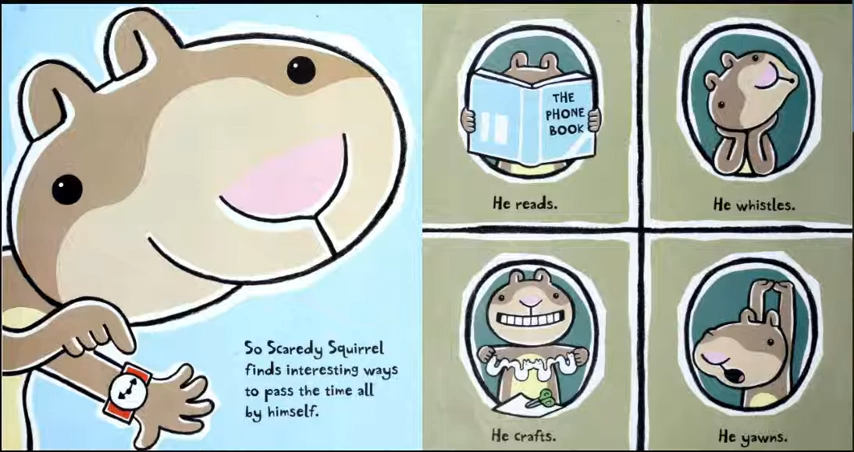 So Scaredy Squirrel
finds interesting ways
to pass the time all
by himself.
THE
PHONE
BOOK
He reads.
He whistles.
He crafts.
He yawns.